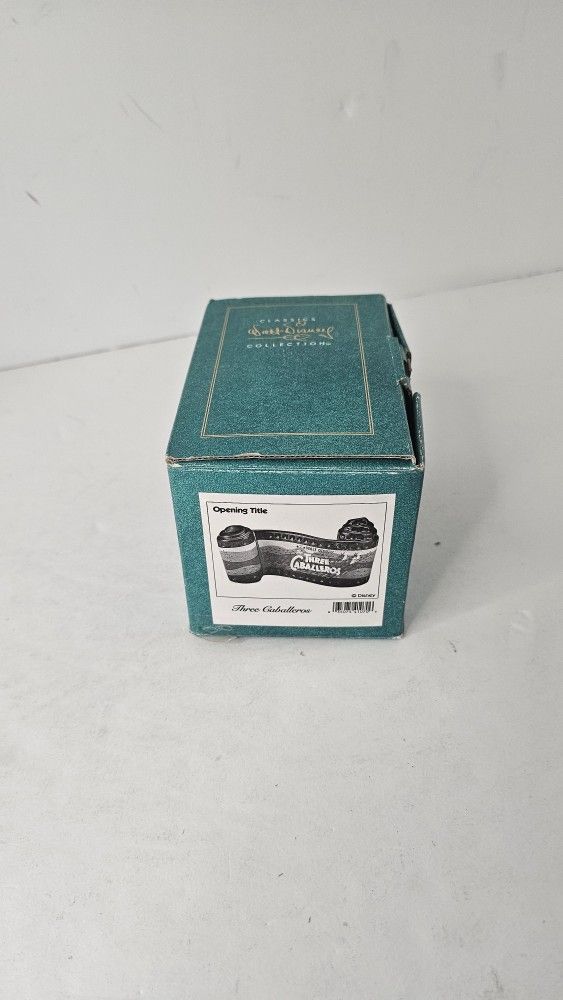 CLASSICS
Walt Disney
COLLECTION
Opening Title
THREE
CABALLEROS
© DISNEY
Three Caballeros